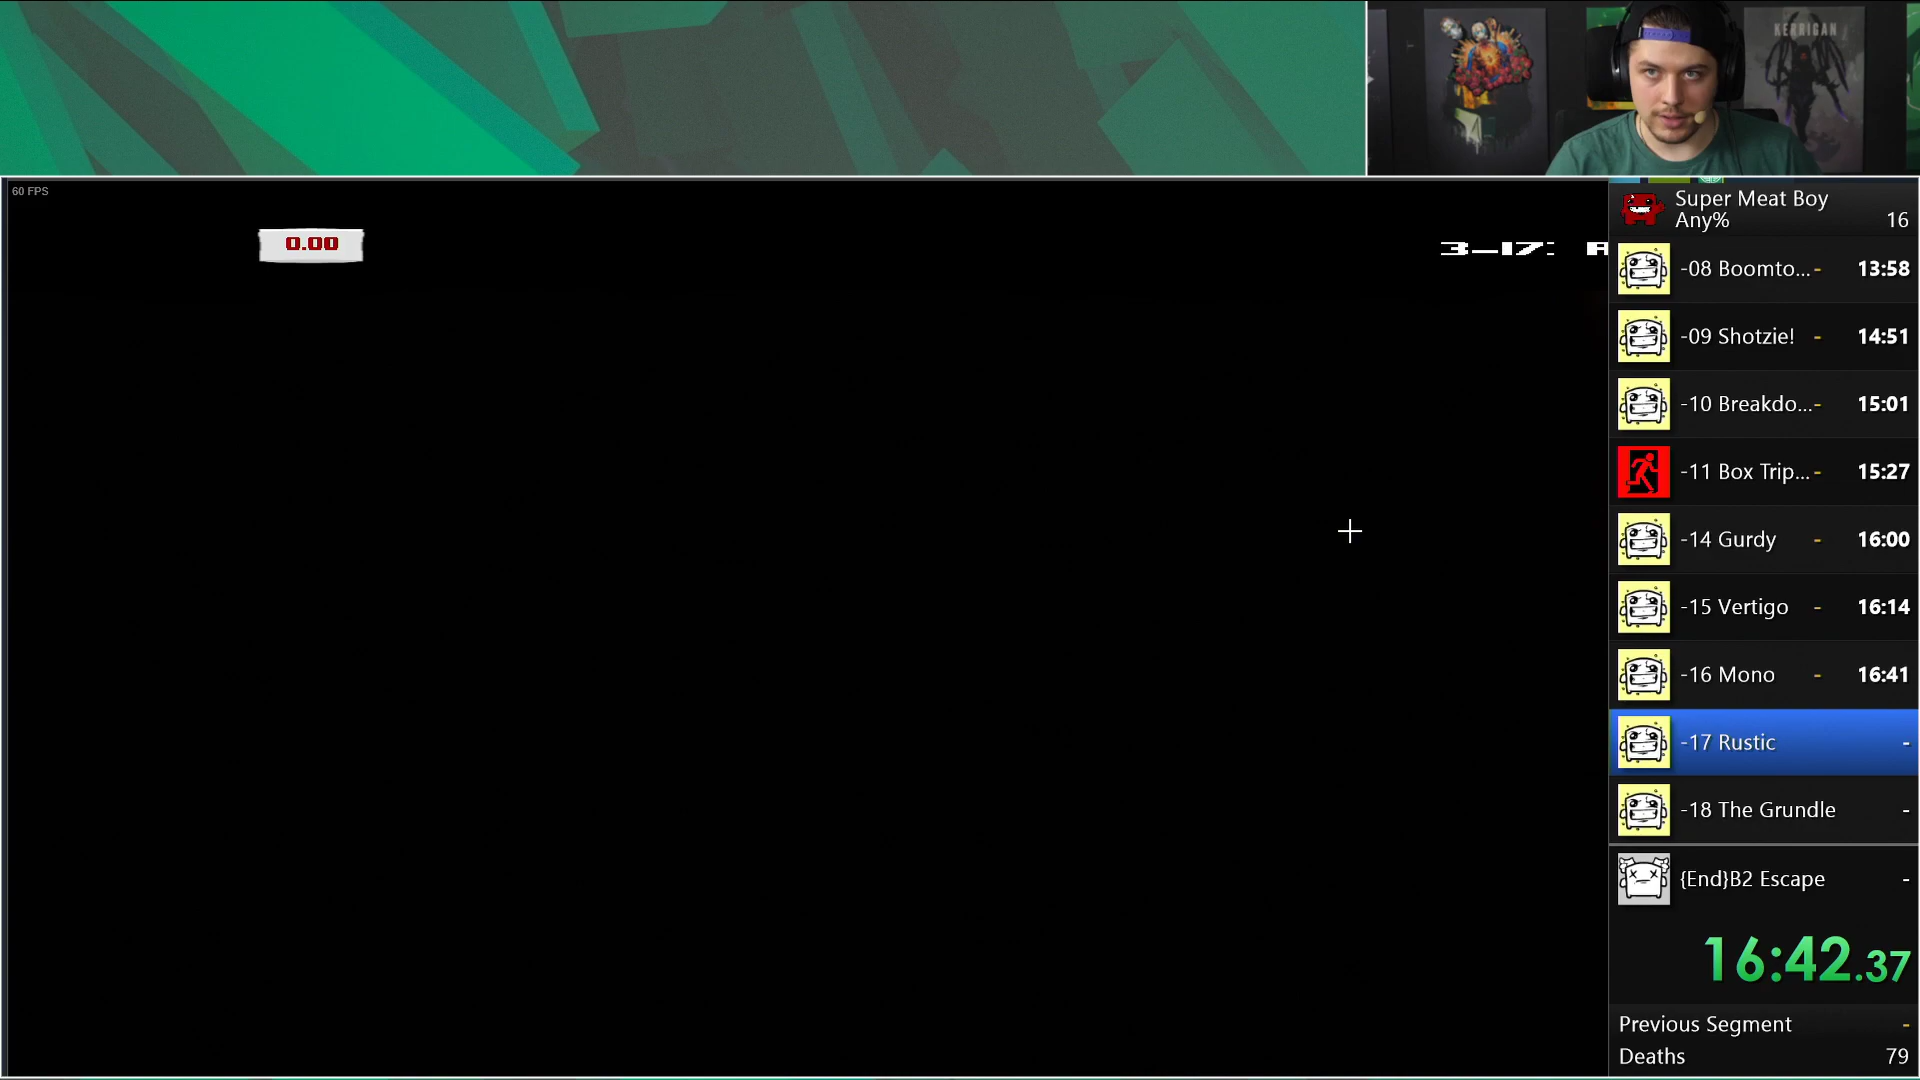 KERRIGAN
60 FPS
0.00
3-17:
Super Meat Boy
Any% 16
-08 Boomto... - 13:58
-09 Shotzie! - 14:51
-10 Breakdo... - 15:01
-11 Box Trip... - 15:27
-14 Gurdy - 16:00
-15 Vertigo - 16:14
-16 Mono - 16:41
-17 Rustic -
-18 The Grundle -
{End}B2 Escape -
16:42.37
Previous Segment -
Deaths 79